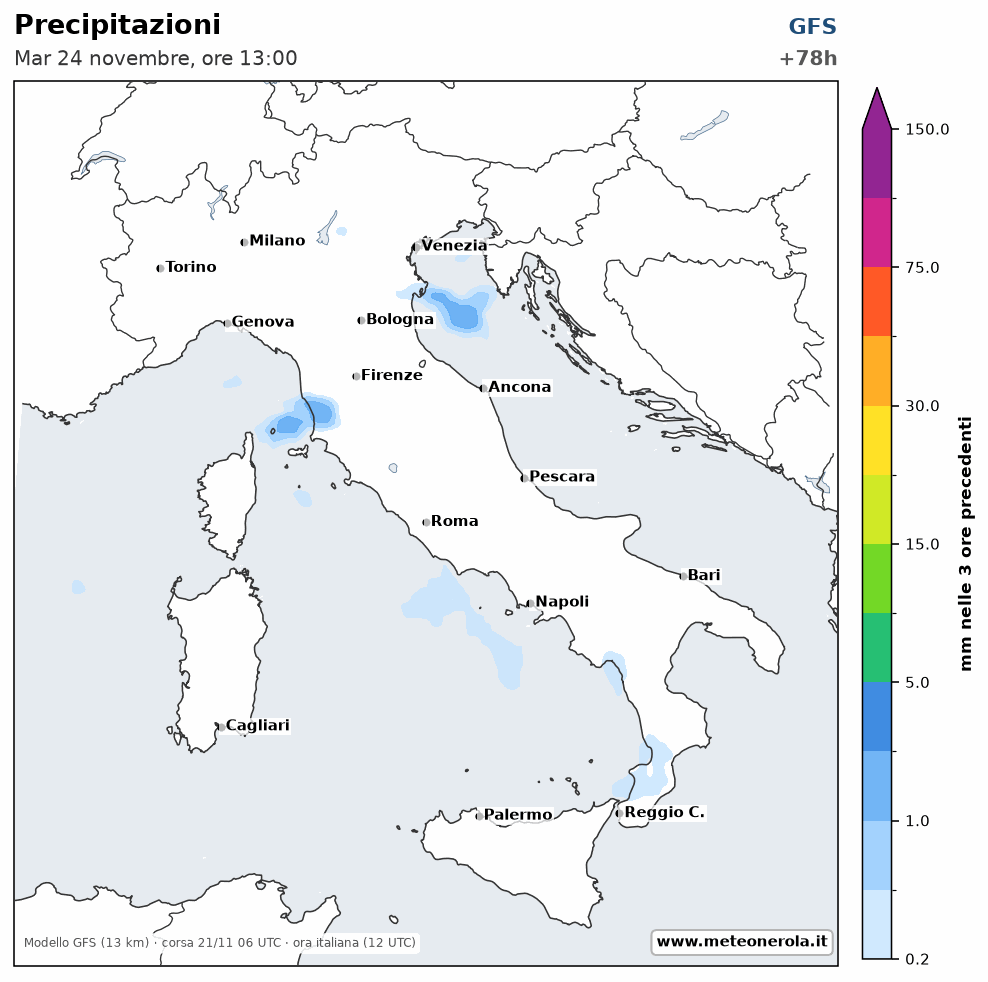 Precipitazioni
GFS
Mar 24 novembre, ore 13:00
+78h
150.0
75.0
30.0
15.0
5.0
1.0
0.2
mm nelle 3 ore precedenti
Milano
Venezia
Torino
Genova
Bologna
Firenze
Ancona
Pescara
Roma
Bari
Napoli
Cagliari
Palermo
Reggio C.
Modello GFS (13 km) · corsa 21/11 06 UTC · ora italiana (12 UTC)
www.meteonerola.it